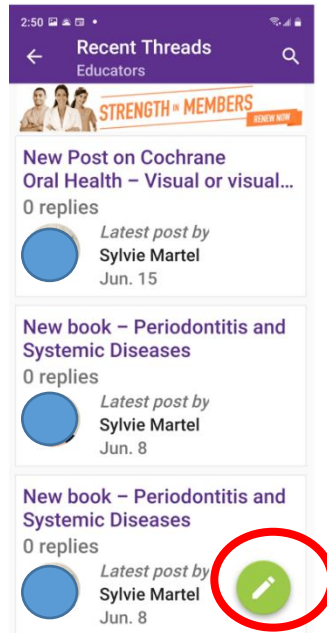 2:50
Recent Threads
Educators
STRENGTH IN MEMBERS
RENEW NOW
New Post on Cochrane
Oral Health – Visual or visual...
0 replies
Latest post by
Sylvie Martel
Jun. 15
New book – Periodontitis and
Systemic Diseases
0 replies
Latest post by
Sylvie Martel
Jun. 8
New book – Periodontitis and
Systemic Diseases
0 replies
Latest post by
Sylvie Martel
Jun. 8